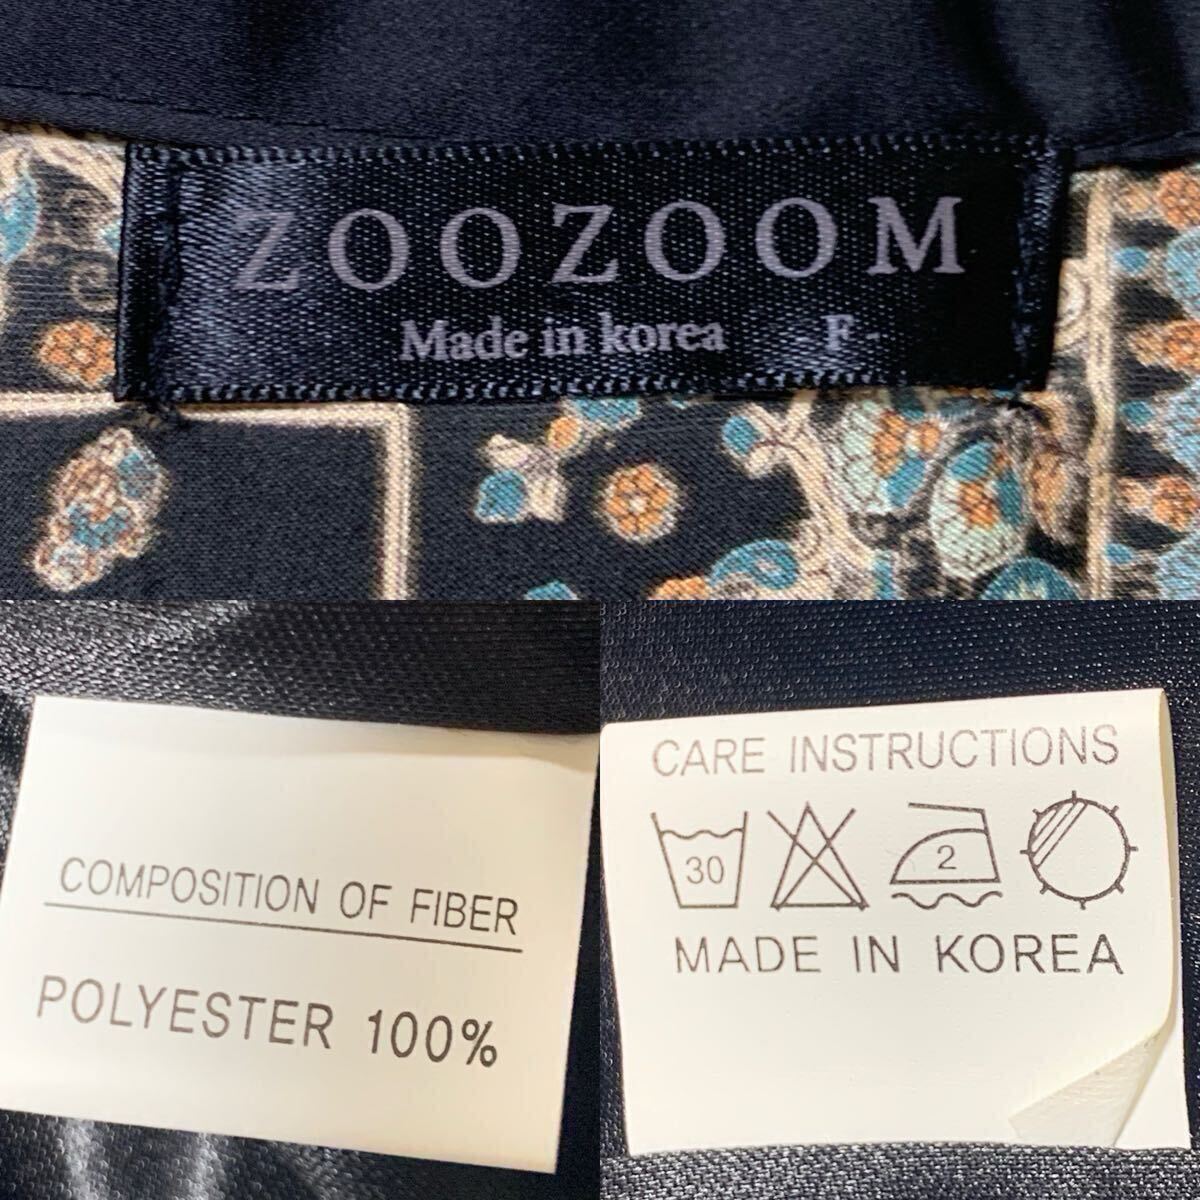 ZOOZOOM
Made in korea -F-
COMPOSITION OF FIBER
POLYESTER 100%
CARE INSTRUCTIONS
30 2
MADE IN KOREA